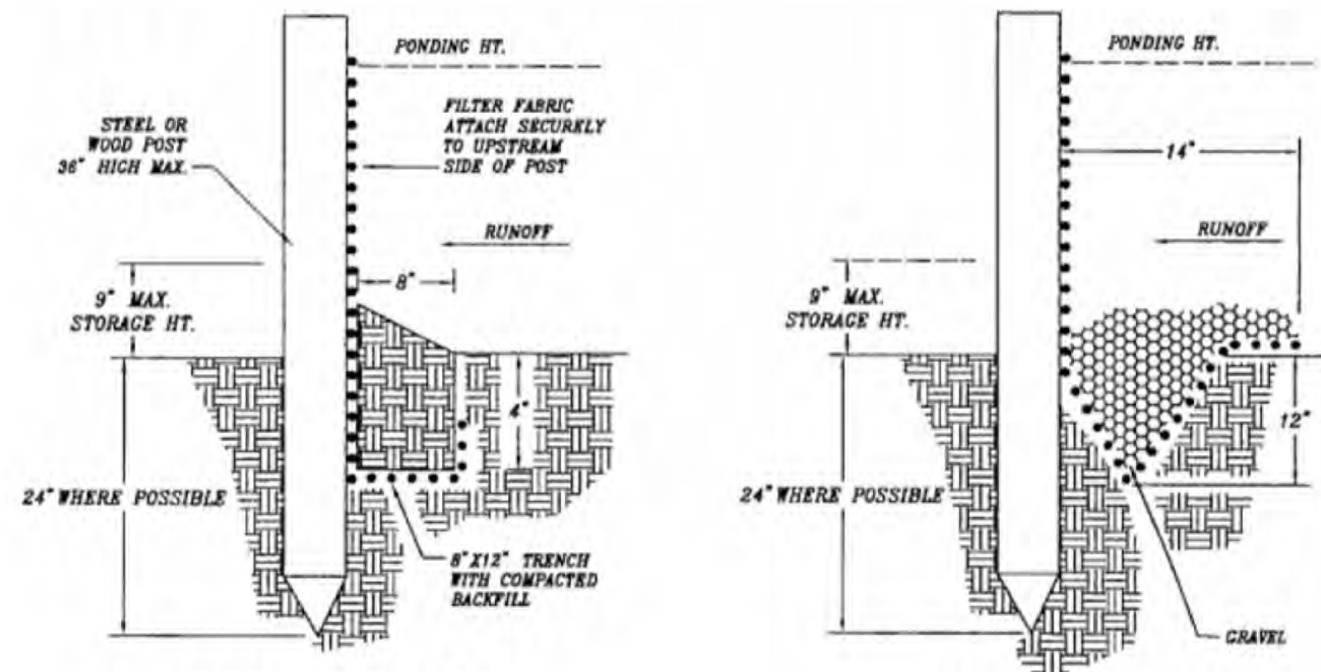 PONDING HT.
STEEL OR
WOOD POST
36" HIGH MAX.
FILTER FABRIC
ATTACH SECURELY
TO UPSTREAM
SIDE OF POST
RUNOFF
8"
9" MAX.
STORAGE HT.
4"
24" WHERE POSSIBLE
8"X12" TRENCH
WITH COMPACTED
BACKFILL
PONDING HT.
14"
RUNOFF
9" MAX.
STORAGE HT.
12"
24" WHERE POSSIBLE
GRAVEL